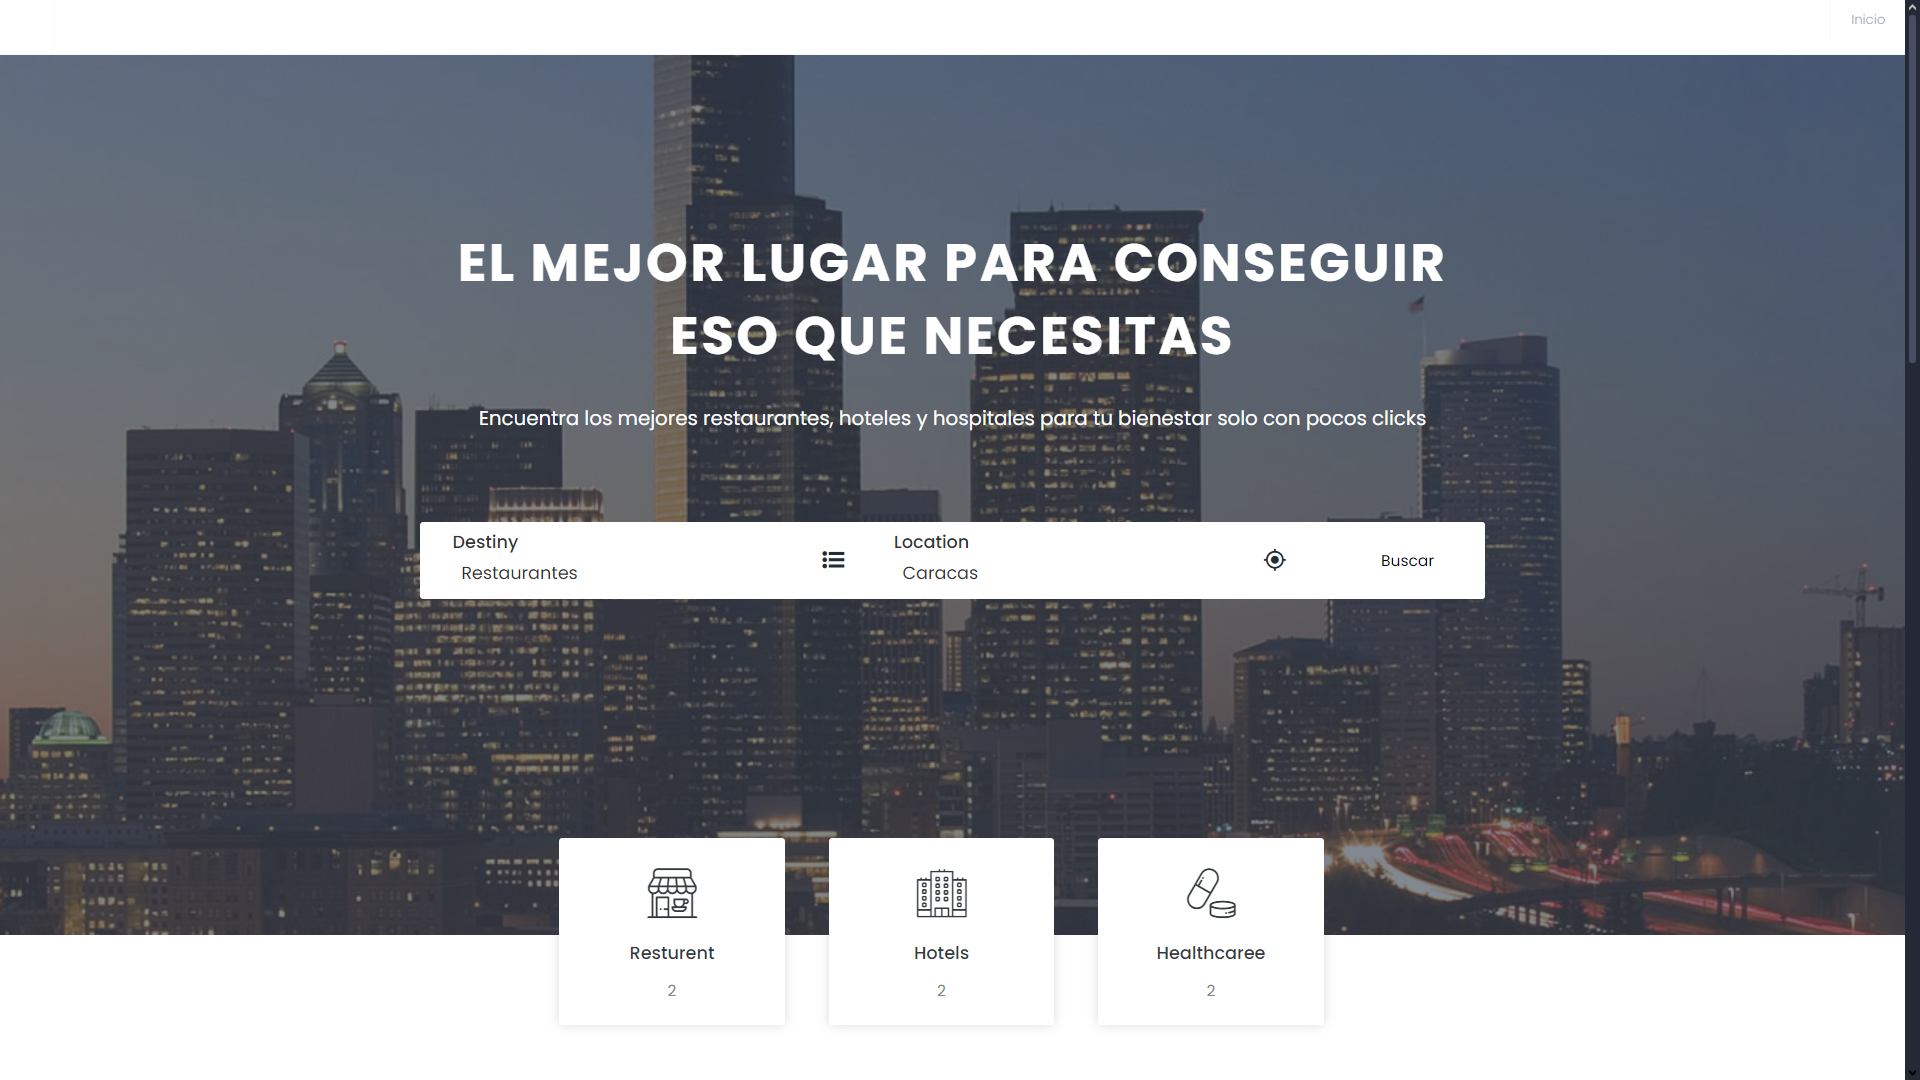 Inicio
EL MEJOR LUGAR PARA CONSEGUIR
ESO QUE NECESITAS
Encuentra los mejores restaurantes, hoteles y hospitales para tu bienestar solo con pocos clicks
Destiny
Restaurantes
Location
Caracas
Buscar
Resturent
2
Hotels
2
Healthcaree
2